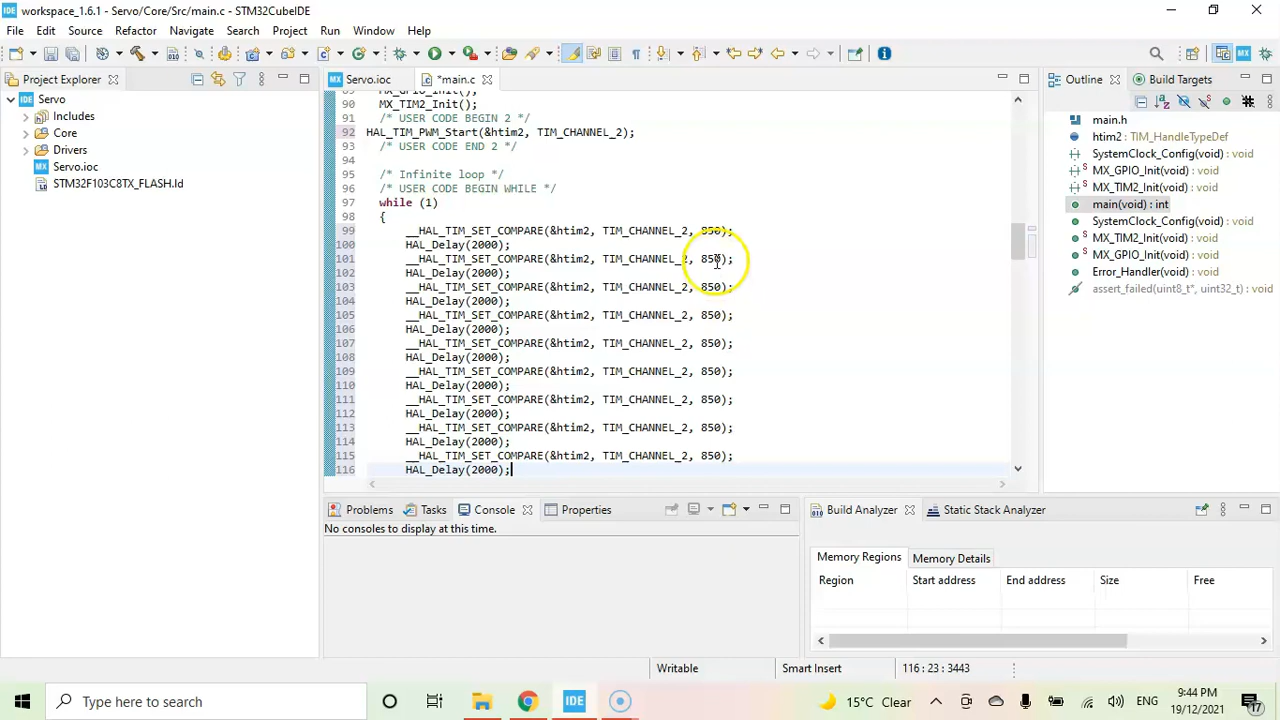 workspace_1.6.1 - Servo/Core/Src/main.c - STM32CubeIDE
File Edit Source Refactor Navigate Search Project Run Window Help
Project Explorer
Servo
Includes
Core
Drivers
Servo.ioc
STM32F103C8TX_FLASH.ld
Servo.ioc *main.c
89 MX_GPIO_Init();
90 MX_TIM2_Init();
91 /* USER CODE BEGIN 2 */
92 HAL_TIM_PWM_Start(&htim2, TIM_CHANNEL_2);
93 /* USER CODE END 2 */
94
95 /* Infinite loop */
96 /* USER CODE BEGIN WHILE */
97 while (1)
98 {
99 __HAL_TIM_SET_COMPARE(&htim2, TIM_CHANNEL_2, 850);
100 HAL_Delay(2000);
101 __HAL_TIM_SET_COMPARE(&htim2, TIM_CHANNEL_2, 850);
102 HAL_Delay(2000);
103 __HAL_TIM_SET_COMPARE(&htim2, TIM_CHANNEL_2, 850);
104 HAL_Delay(2000);
105 __HAL_TIM_SET_COMPARE(&htim2, TIM_CHANNEL_2, 850);
106 HAL_Delay(2000);
107 __HAL_TIM_SET_COMPARE(&htim2, TIM_CHANNEL_2, 850);
108 HAL_Delay(2000);
109 __HAL_TIM_SET_COMPARE(&htim2, TIM_CHANNEL_2, 850);
110 HAL_Delay(2000);
111 __HAL_TIM_SET_COMPARE(&htim2, TIM_CHANNEL_2, 850);
112 HAL_Delay(2000);
113 __HAL_TIM_SET_COMPARE(&htim2, TIM_CHANNEL_2, 850);
114 HAL_Delay(2000);
115 __HAL_TIM_SET_COMPARE(&htim2, TIM_CHANNEL_2, 850);
116 HAL_Delay(2000);
Outline Build Targets
main.h
htim2 : TIM_HandleTypeDef
SystemClock_Config(void) : void
MX_GPIO_Init(void) : void
MX_TIM2_Init(void) : void
main(void) : int
SystemClock_Config(void) : void
MX_TIM2_Init(void) : void
MX_GPIO_Init(void) : void
Error_Handler(void) : void
assert_failed(uint8_t*, uint32_t) : void
Problems Tasks Console Properties
No consoles to display at this time.
Build Analyzer Static Stack Analyzer
Memory Regions Memory Details
Region Start address End address Size Free
Writable Smart Insert 116 : 23 : 3443
Type here to search
IDE
15°C Clear
9:44 PM
19/12/2021
17